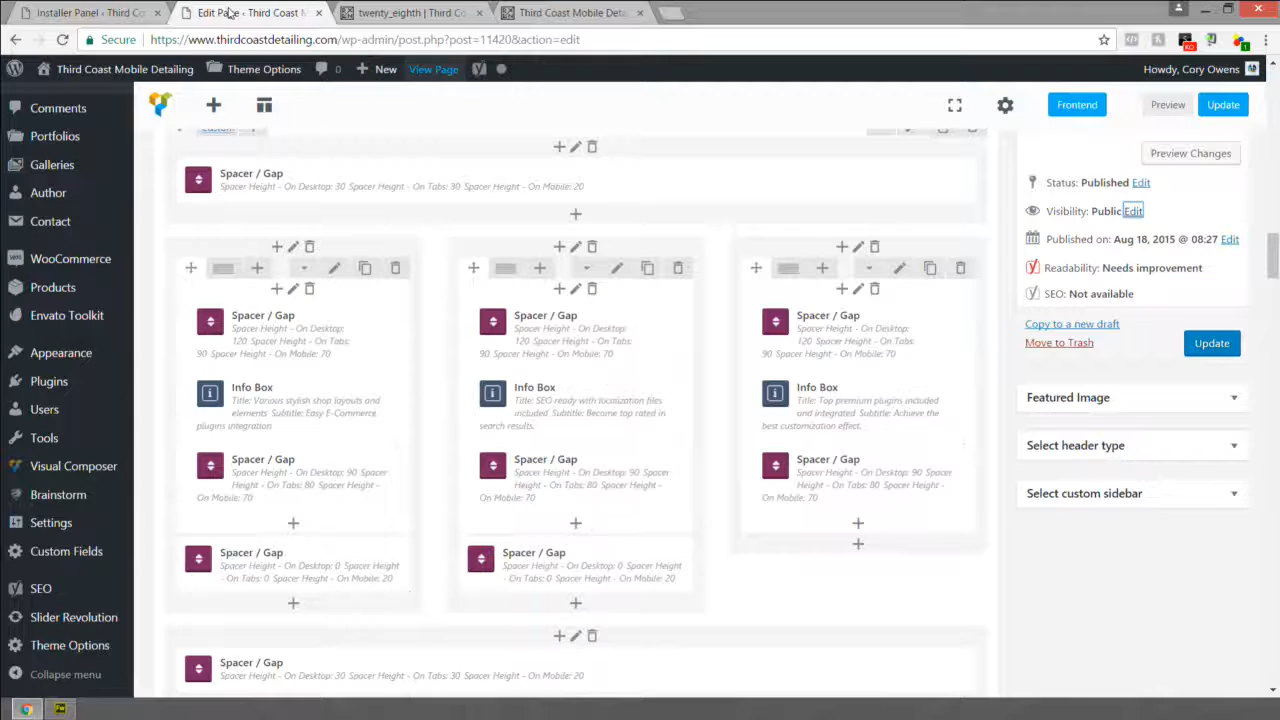 Installer Panel - Third Co
Edit Page - Third Coast M
twenty_eighth | Third Co
Third Coast Mobile Detail
Secure
https://www.thirdcoastdetailing.com/wp-admin/post.php?post=11420&action=edit
Third Coast Mobile Detailing
Theme Options
0
New
View Page
Howdy, Cory Owens
Comments
Portfolios
Galleries
Author
Contact
WooCommerce
Products
Envato Toolkit
Appearance
Plugins
Users
Tools
Visual Composer
Brainstorm
Settings
Custom Fields
SEO
Slider Revolution
Theme Options
Collapse menu
Frontend
Preview
Update
Custom
Spacer / Gap
Spacer Height - On Desktop: 30 Spacer Height - On Tabs: 30 Spacer Height - On Mobile: 20
Spacer / Gap
Spacer Height - On Desktop:
120 Spacer Height - On Tabs:
90 Spacer Height - On Mobile: 70
Info Box
Title: Various stylish shop layouts and
elements Subtitle: Easy E-Commerce
plugins integration
Spacer / Gap
Spacer Height - On Desktop: 90 Spacer
Height - On Tabs: 80 Spacer Height -
On Mobile: 70
Spacer / Gap
Spacer Height - On Desktop: 0 Spacer Height
- On Tabs: 0 Spacer Height - On Mobile: 20
Spacer / Gap
Spacer Height - On Desktop:
120 Spacer Height - On Tabs:
90 Spacer Height - On Mobile: 70
Info Box
Title: SEO ready with localization files
included Subtitle: Become top rated in
search results.
Spacer / Gap
Spacer Height - On Desktop: 90 Spacer
Height - On Tabs: 80 Spacer Height -
On Mobile: 70
Spacer / Gap
Spacer Height - On Desktop: 0 Spacer Height
- On Tabs: 0 Spacer Height - On Mobile: 20
Spacer / Gap
Spacer Height - On Desktop:
120 Spacer Height - On Tabs:
90 Spacer Height - On Mobile: 70
Info Box
Title: Top premium plugins included
and integrated Subtitle: Achieve the
best customization effect.
Spacer / Gap
Spacer Height - On Desktop: 90 Spacer
Height - On Tabs: 80 Spacer Height -
On Mobile: 70
Spacer / Gap
Spacer Height - On Desktop: 30 Spacer Height - On Tabs: 30 Spacer Height - On Mobile: 20
Preview Changes
Status: Published Edit
Visibility: Public Edit
Published on: Aug 18, 2015 @ 08:27 Edit
Readability: Needs improvement
SEO: Not available
Copy to a new draft
Move to Trash
Update
Featured Image
Select header type
Select custom sidebar